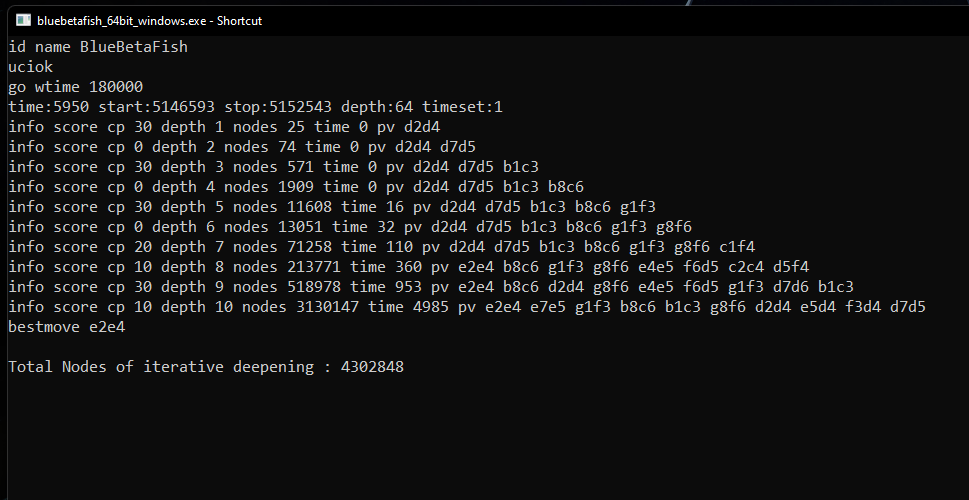 bluebetafish_64bit_windows.exe - Shortcut
id name BlueBetaFish
uciok
go wtime 180000
time:5950 start:5146593 stop:5152543 depth:64 timeset:1
info score cp 30 depth 1 nodes 25 time 0 pv d2d4
info score cp 0 depth 2 nodes 74 time 0 pv d2d4 d7d5
info score cp 30 depth 3 nodes 571 time 0 pv d2d4 d7d5 b1c3
info score cp 0 depth 4 nodes 1909 time 0 pv d2d4 d7d5 b1c3 b8c6
info score cp 30 depth 5 nodes 11608 time 16 pv d2d4 d7d5 b1c3 b8c6 g1f3
info score cp 0 depth 6 nodes 13051 time 32 pv d2d4 d7d5 b1c3 b8c6 g1f3 g8f6
info score cp 20 depth 7 nodes 71258 time 110 pv d2d4 d7d5 b1c3 b8c6 g1f3 g8f6 c1f4
info score cp 10 depth 8 nodes 213771 time 360 pv e2e4 b8c6 g1f3 g8f6 e4e5 f6d5 c2c4 d5f4
info score cp 30 depth 9 nodes 518978 time 953 pv e2e4 b8c6 d2d4 g8f6 e4e5 f6d5 g1f3 d7d6 b1c3
info score cp 10 depth 10 nodes 3130147 time 4985 pv e2e4 e7e5 g1f3 b8c6 b1c3 g8f6 d2d4 e5d4 f3d4 d7d5
bestmove e2e4
Total Nodes of iterative deepening : 4302848